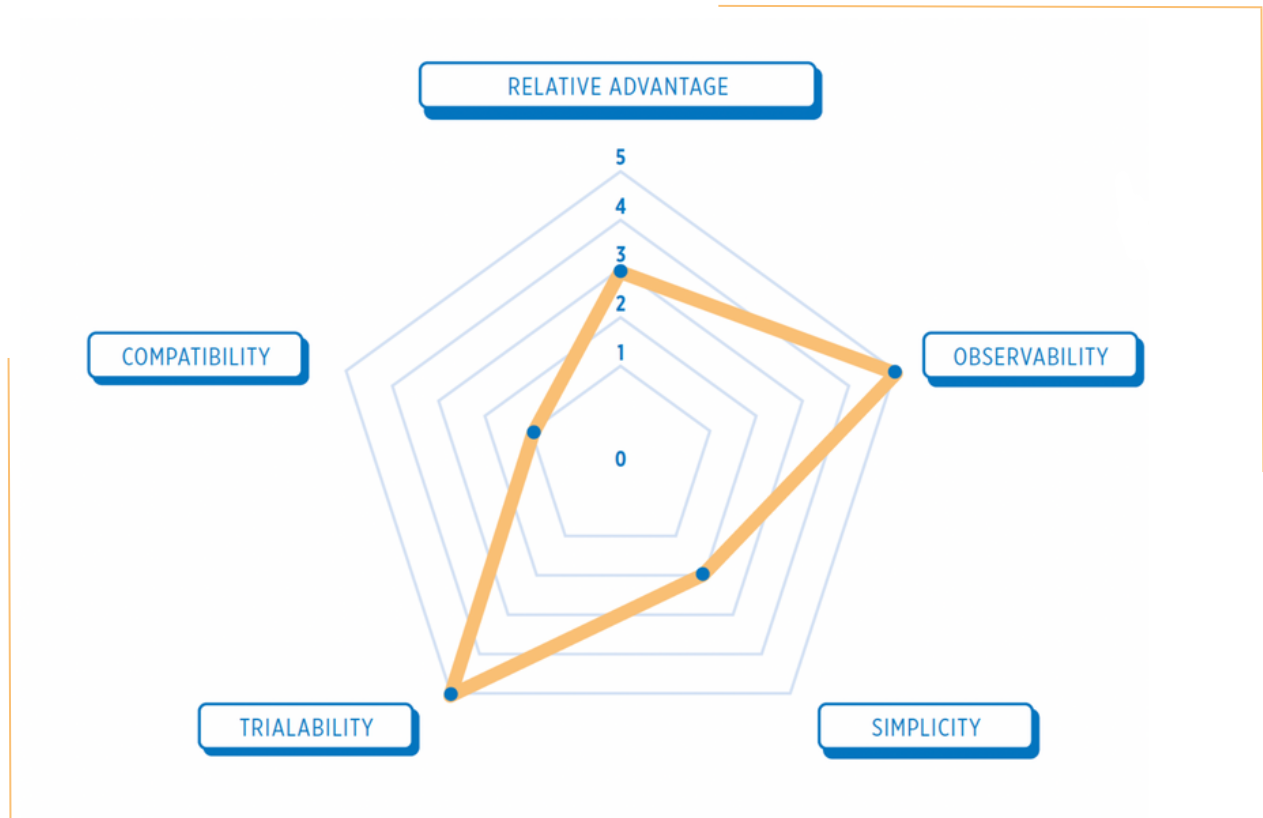 RELATIVE ADVANTAGE
5
4
3
2
1
COMPATIBILITY
OBSERVABILITY
0
TRIALABILITY
SIMPLICITY